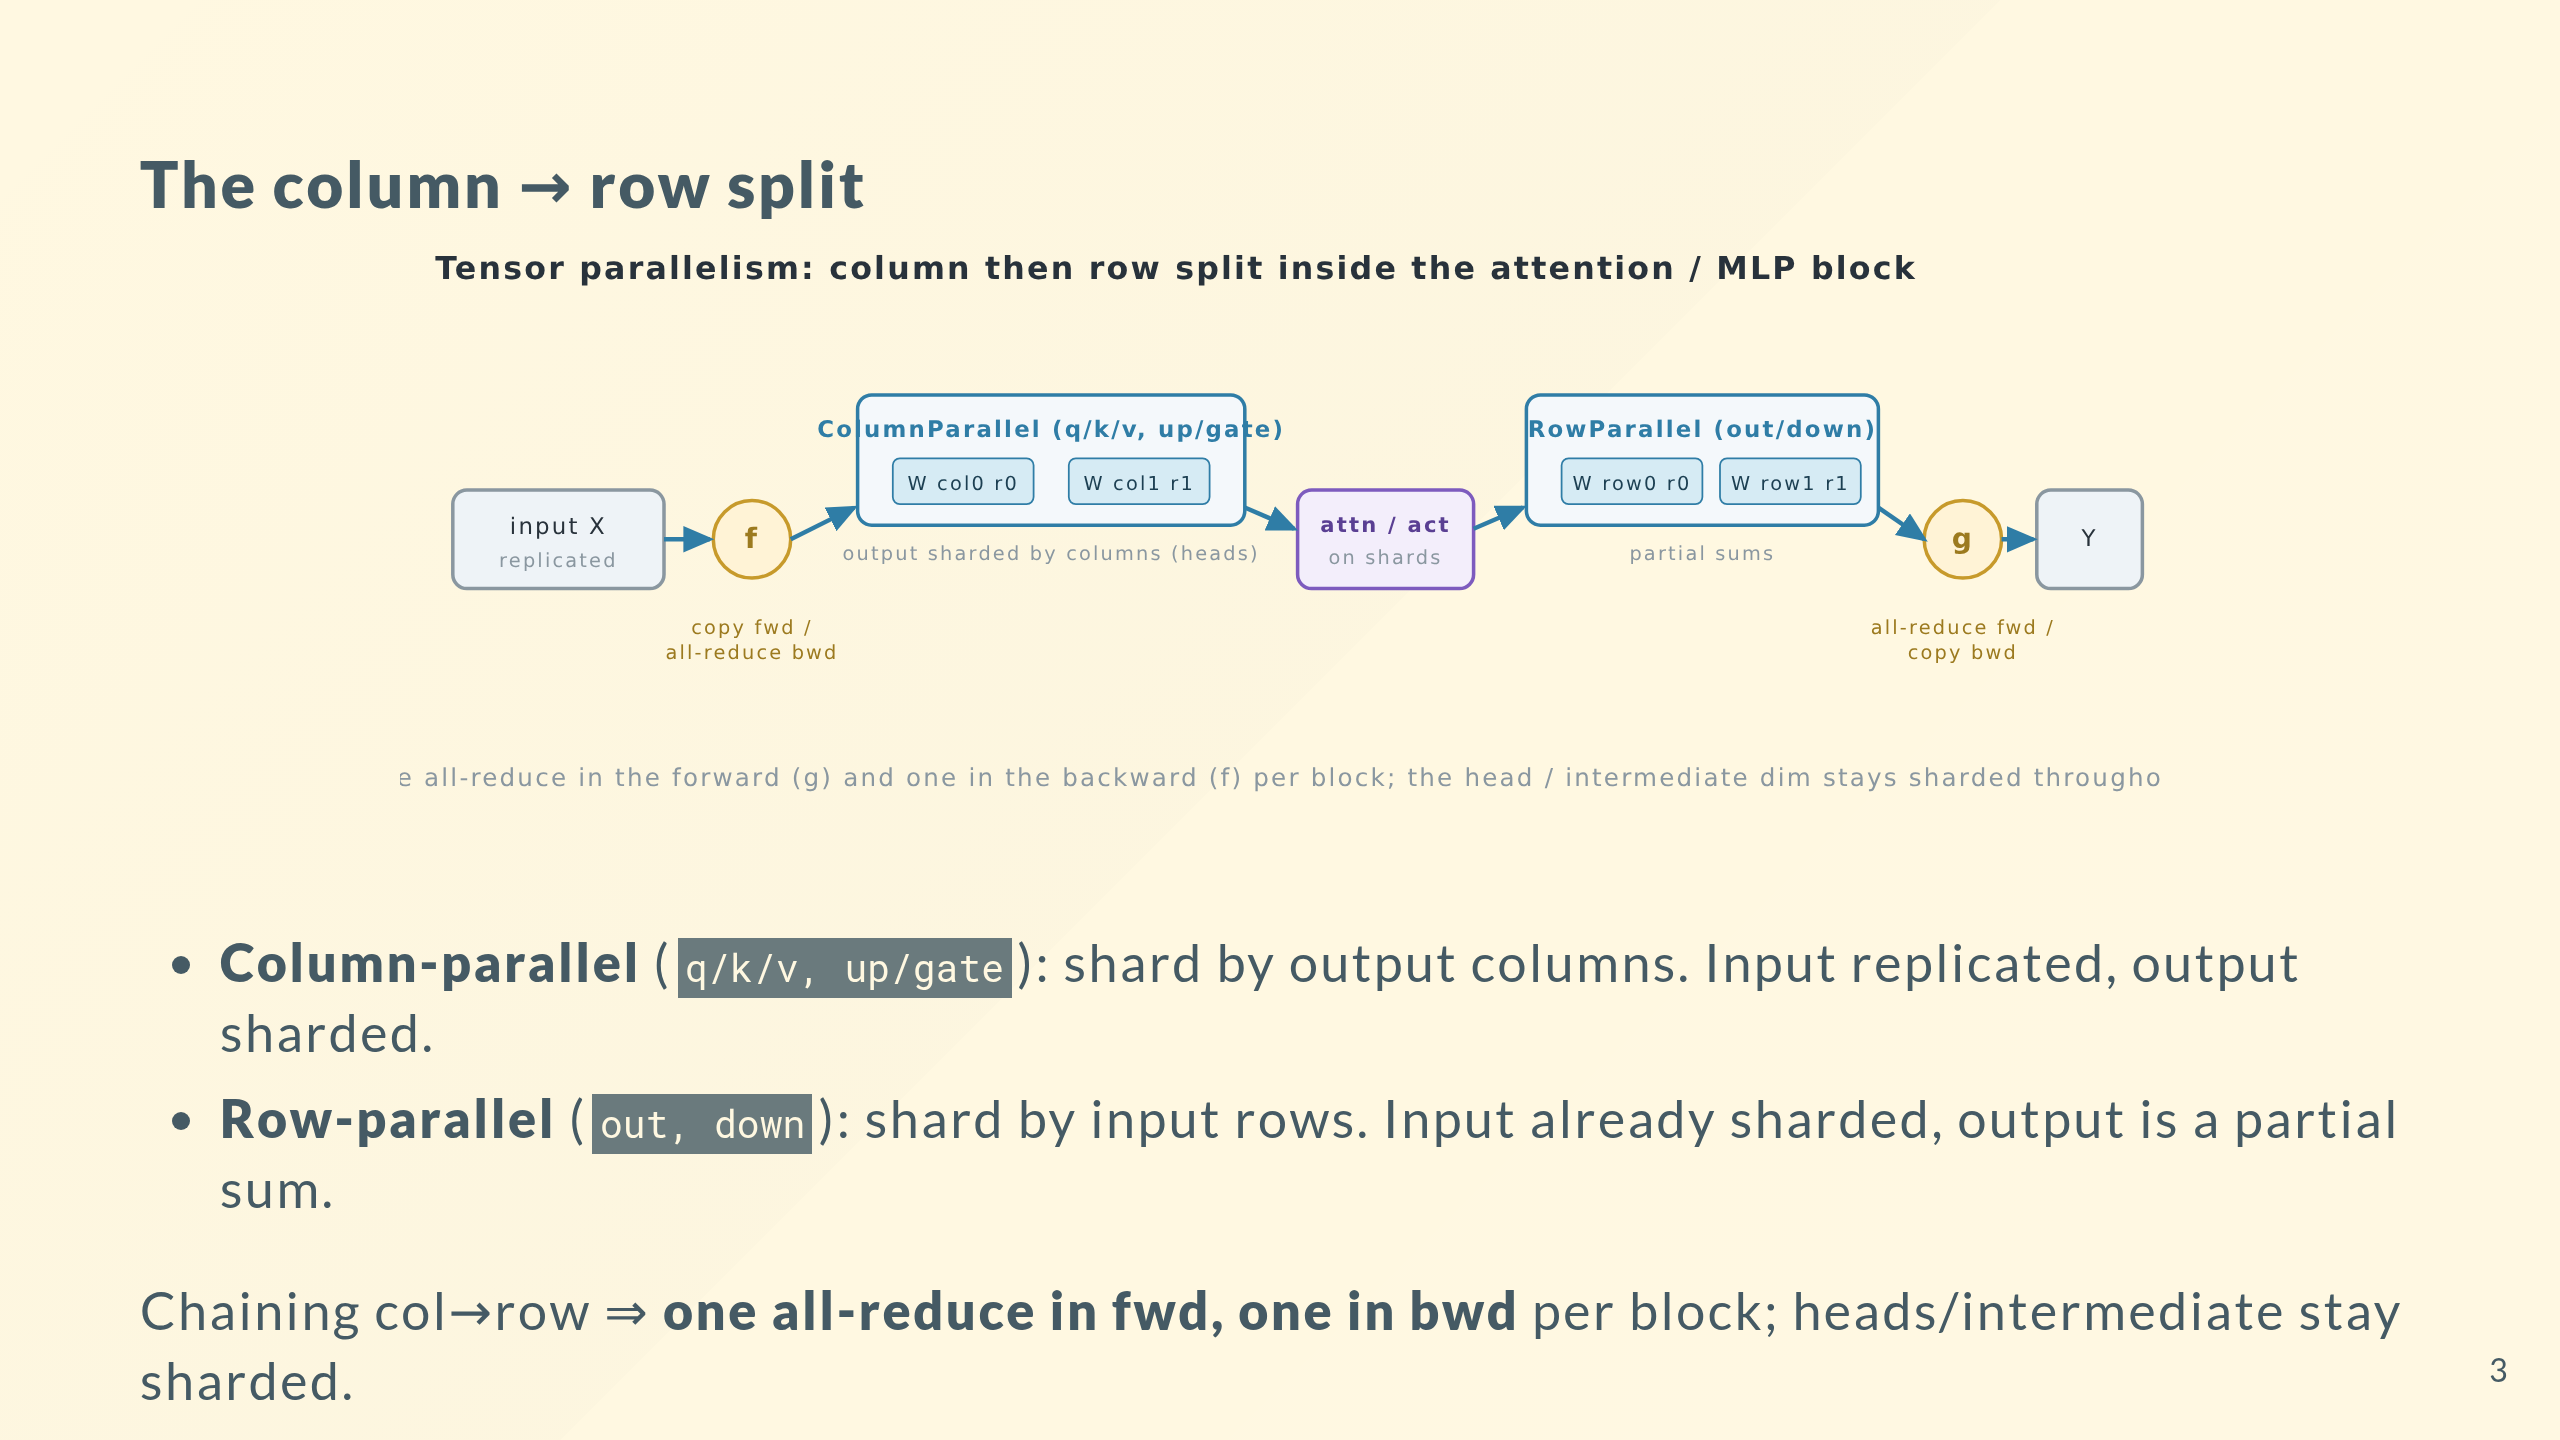 The column → row split
Tensor parallelism: column then row split inside the attention / MLP block
ColumnParallel (q/k/v, up/gate)
RowParallel (out/down)
W col0 r0
W col1 r1
W row0 r0
W row1 r1
input X
replicated
f
attn / act
on shards
g
Y
output sharded by columns (heads)
partial sums
copy fwd /
all-reduce bwd
all-reduce fwd /
copy bwd
e all-reduce in the forward (g) and one in the backward (f) per block; the head / intermediate dim stays sharded througho
• Column-parallel (q/k/v, up/gate): shard by output columns. Input replicated, output
sharded.
• Row-parallel (out, down): shard by input rows. Input already sharded, output is a partial
sum.
Chaining col→row ⇒ one all-reduce in fwd, one in bwd per block; heads/intermediate stay
sharded.
3